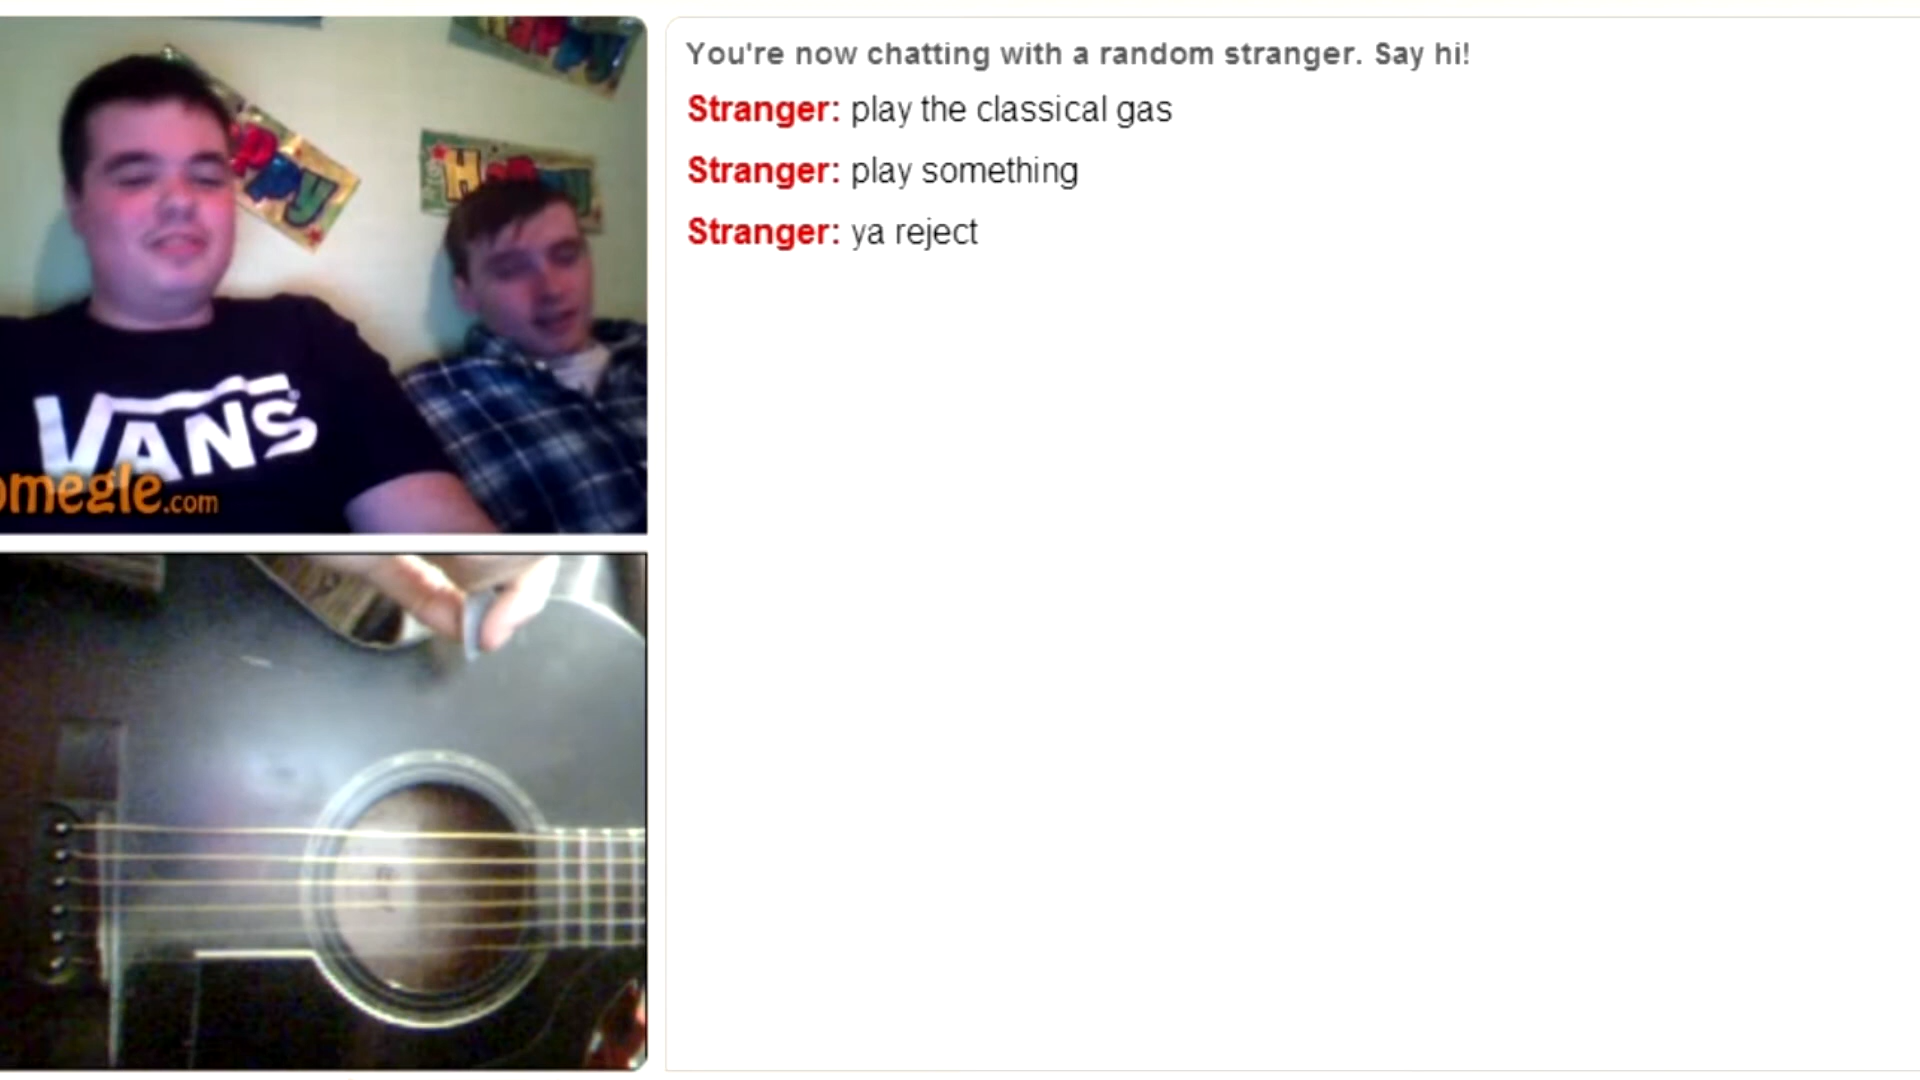 HAPPY
VANS
omegle.com
You're now chatting with a random stranger. Say hi!
Stranger: play the classical gas
Stranger: play something
Stranger: ya reject